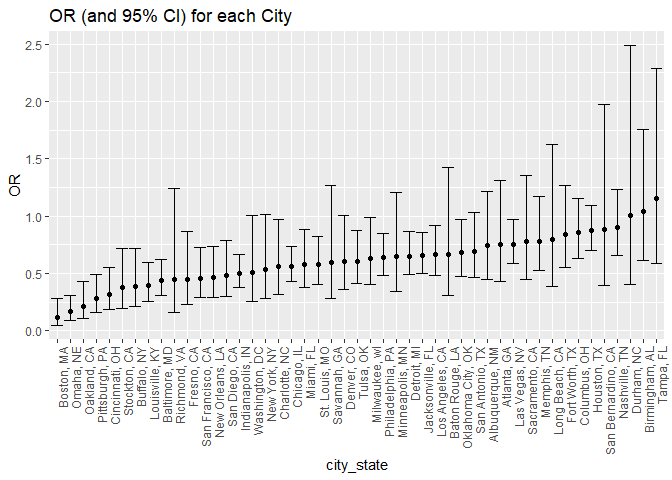 OR (and 95% CI) for each City
OR
2.5
2.0
1.5
1.0
0.5
0.0
Boston, MA
Omaha, NE
Oakland, CA
Pittsburgh, PA
Cincinnati, OH
Stockton, CA
Buffalo, NY
Louisville, KY
Baltimore, MD
Richmond, VA
Fresno, CA
San Francisco, CA
New Orleans, LA
San Diego, CA
Indianapolis, IN
Washington, DC
New York, NY
Charlotte, NC
Chicago, IL
Miami, FL
St. Louis, MO
Savannah, GA
Denver, CO
Tulsa, OK
Milwaukee, wI
Philadelphia, PA
Minneapolis, MN
Detroit, MI
Jacksonville, FL
Los Angeles, CA
Baton Rouge, LA
Oklahoma City, OK
San Antonio, TX
Albuquerque, NM
Atlanta, GA
Las Vegas, NV
Sacramento, CA
Memphis, TN
Long Beach, CA
Fort Worth, TX
Columbus, OH
Houston, TX
San Bernardino, CA
Nashville, TN
Durham, NC
Birmingham, AL
Tampa, FL
city_state